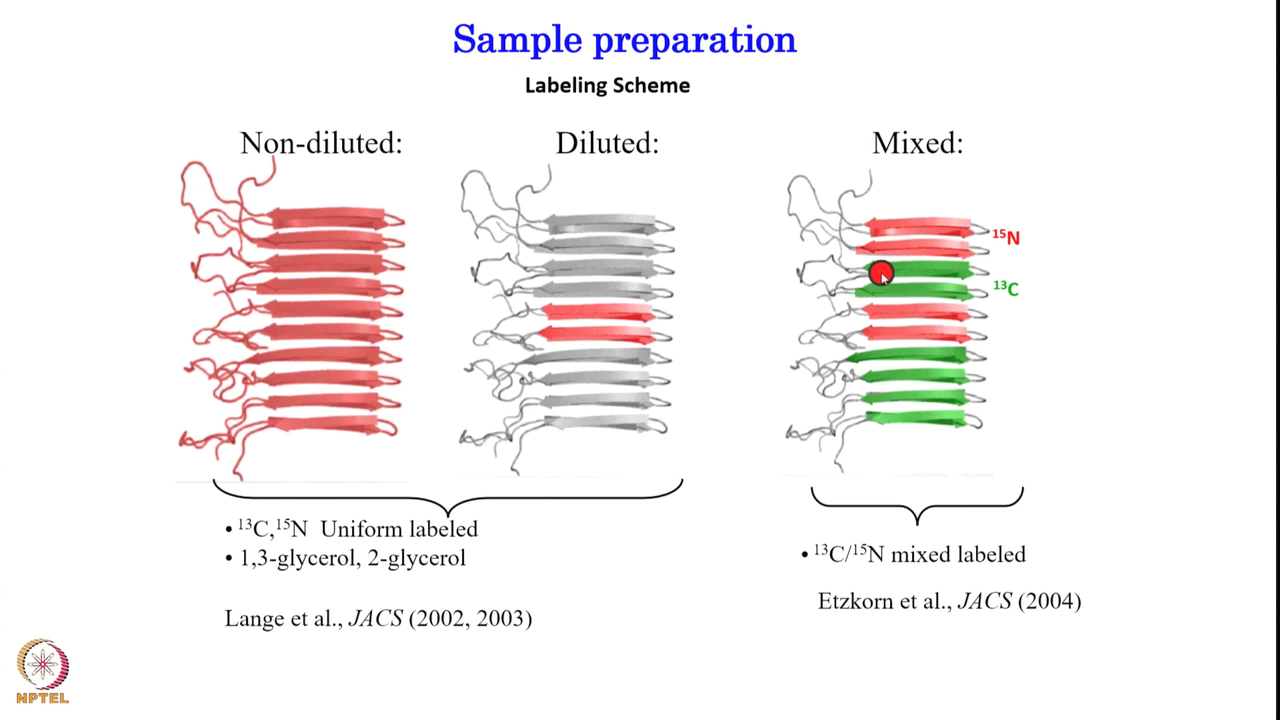 Sample preparation
Labeling Scheme
Non-diluted:
Diluted:
Mixed:
¹⁵N
¹³C
• ¹³C,¹⁵N Uniform labeled
• 1,3-glycerol, 2-glycerol
Lange et al., JACS (2002, 2003)
• ¹³C/¹⁵N mixed labeled
Etzkorn et al., JACS (2004)
NPTEL